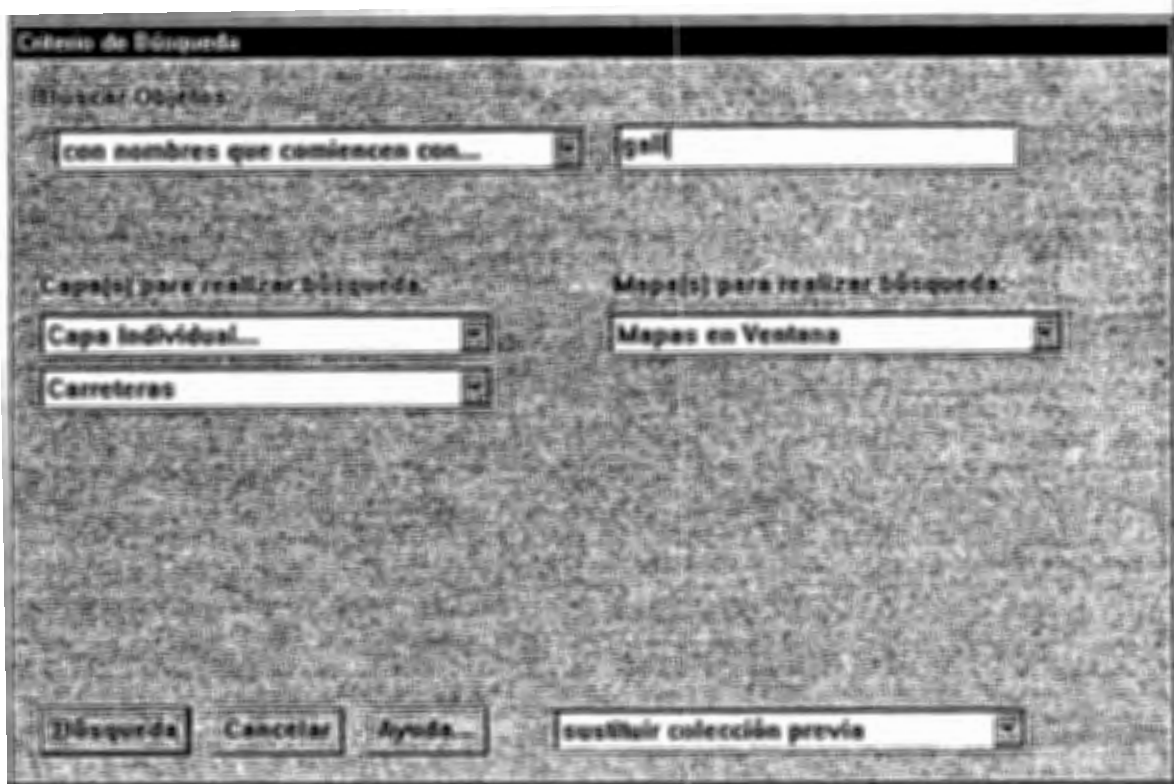 Criterio de Búsqueda
Buscar Objetos
con nombres que comiencen con... gall
Capa(s) para realizar búsqueda: Mapa(s) para realizar búsqueda:
Capa Individual... Mapas en Ventana
Carreteras
Búsqueda Cancelar Ayuda... sustituir colección previa